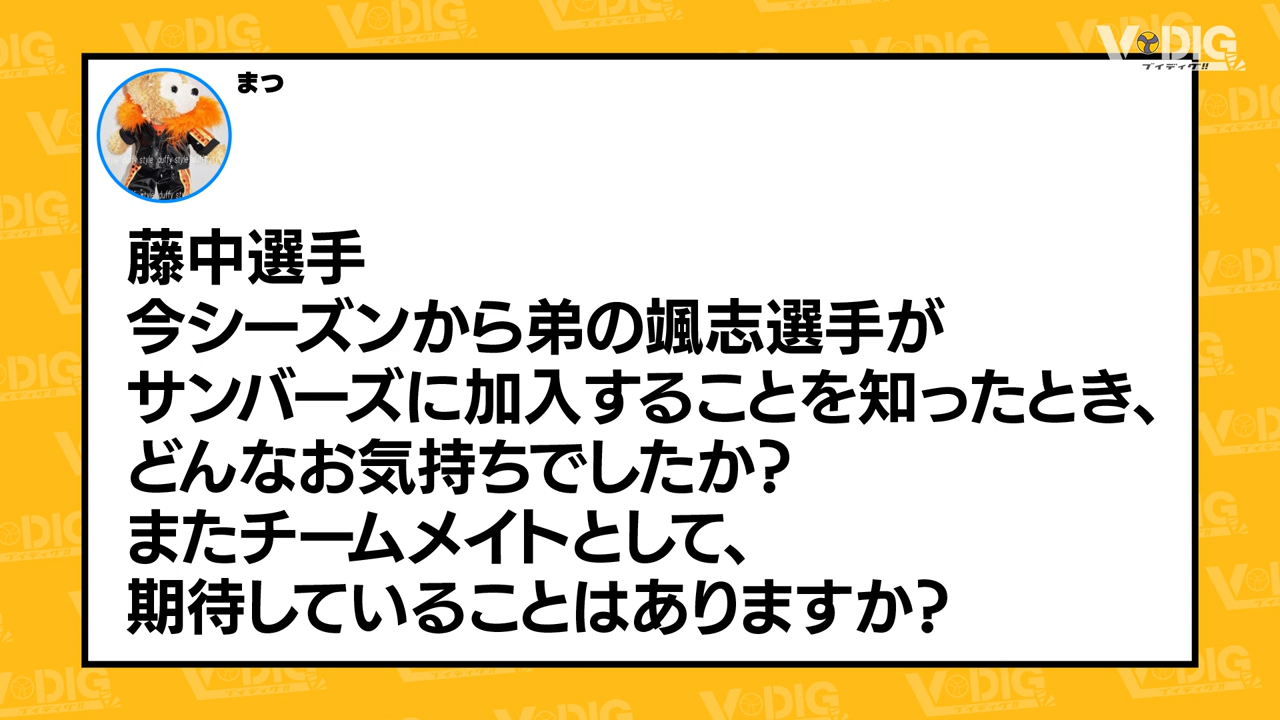 V.DIG
ブイディグ!!
まつ
藤中選手
今シーズンから弟の颯志選手が
サンバーズに加入することを知ったとき、
どんなお気持ちでしたか?
またチームメイトとして、
期待していることはありますか?